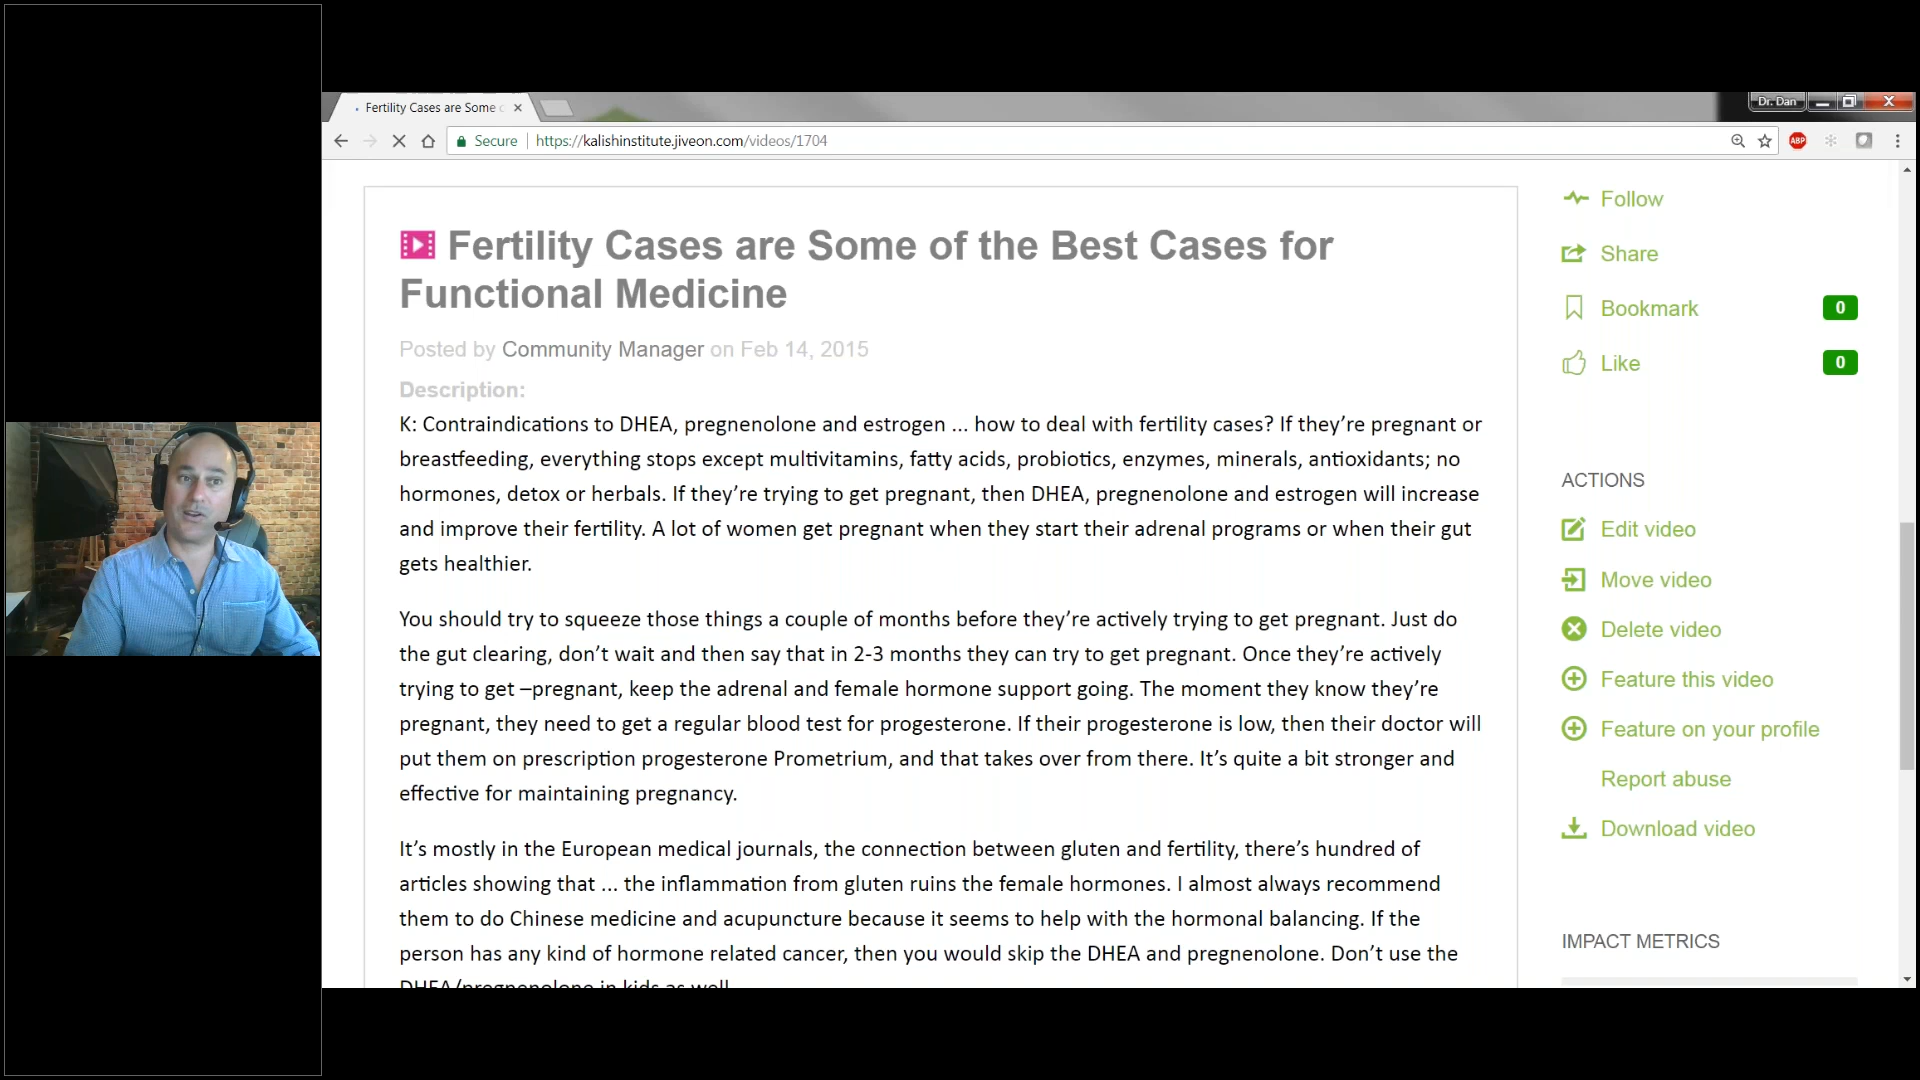 Fertility Cases are Some
Dr. Dan
Secure
https://kalishinstitute.jiveon.com/videos/1704
ABP
Fertility Cases are Some of the Best Cases for
Functional Medicine
Posted by Community Manager on Feb 14, 2015
Description:
K: Contraindications to DHEA, pregnenolone and estrogen ... how to deal with fertility cases? If they’re pregnant or
breastfeeding, everything stops except multivitamins, fatty acids, probiotics, enzymes, minerals, antioxidants; no
hormones, detox or herbals. If they’re trying to get pregnant, then DHEA, pregnenolone and estrogen will increase
and improve their fertility. A lot of women get pregnant when they start their adrenal programs or when their gut
gets healthier.
You should try to squeeze those things a couple of months before they’re actively trying to get pregnant. Just do
the gut clearing, don’t wait and then say that in 2-3 months they can try to get pregnant. Once they’re actively
trying to get –pregnant, keep the adrenal and female hormone support going. The moment they know they’re
pregnant, they need to get a regular blood test for progesterone. If their progesterone is low, then their doctor will
put them on prescription progesterone Prometrium, and that takes over from there. It’s quite a bit stronger and
effective for maintaining pregnancy.
It’s mostly in the European medical journals, the connection between gluten and fertility, there’s hundred of
articles showing that ... the inflammation from gluten ruins the female hormones. I almost always recommend
them to do Chinese medicine and acupuncture because it seems to help with the hormonal balancing. If the
person has any kind of hormone related cancer, then you would skip the DHEA and pregnenolone. Don’t use the
DHEA/pregnenolone in kids as well
Follow
Share
Bookmark 0
Like 0
ACTIONS
Edit video
Move video
Delete video
Feature this video
Feature on your profile
Report abuse
Download video
IMPACT METRICS